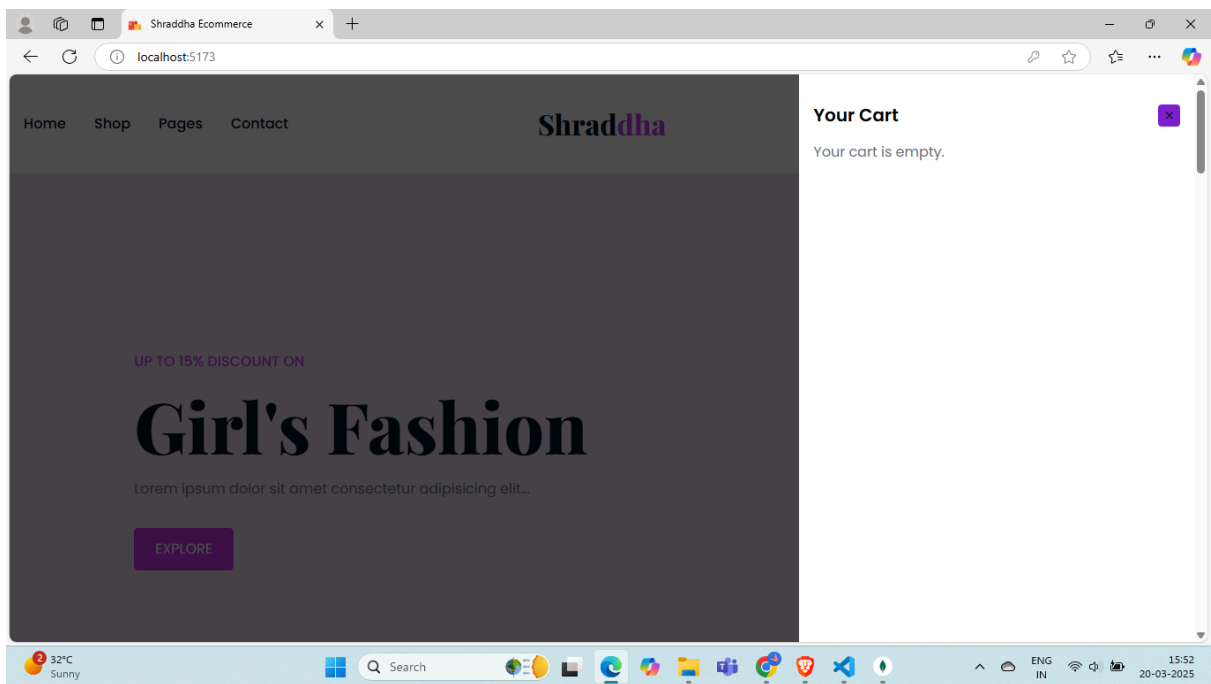 Shraddha Ecommerce
localhost:5173
Home Shop Pages Contact
Shraddha
Your Cart
Your cart is empty.
UP TO 15% DISCOUNT ON
Girl's Fashion
Lorem ipsum dolor sit amet consectetur adipisicing elit...
EXPLORE
2
32°C
Sunny
Search
4
ENG
IN
15:52
20-03-2025